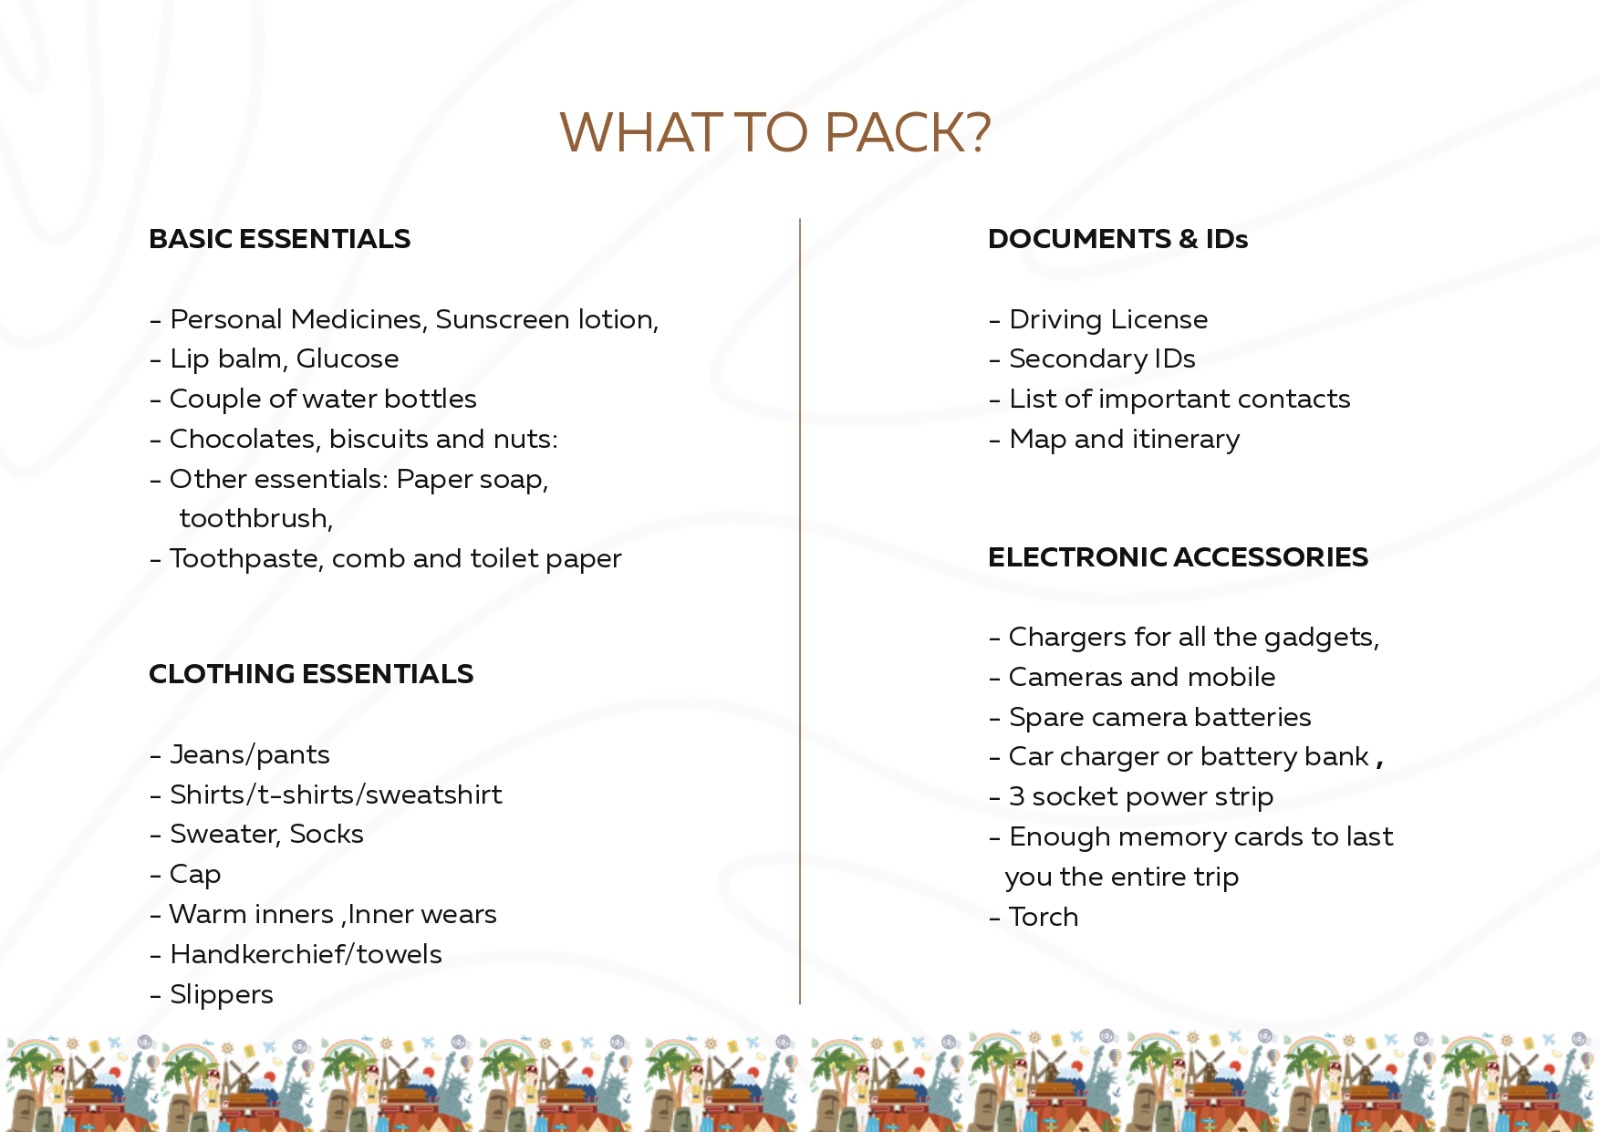 WHAT TO PACK?
BASIC ESSENTIALS
- Personal Medicines, Sunscreen lotion,
- Lip balm, Glucose
- Couple of water bottles
- Chocolates, biscuits and nuts:
- Other essentials: Paper soap,
toothbrush,
- Toothpaste, comb and toilet paper
CLOTHING ESSENTIALS
- Jeans/pants
- Shirts/t-shirts/sweatshirt
- Sweater, Socks
- Cap
- Warm inners ,Inner wears
- Handkerchief/towels
- Slippers
DOCUMENTS & IDs
- Driving License
- Secondary IDs
- List of important contacts
- Map and itinerary
ELECTRONIC ACCESSORIES
- Chargers for all the gadgets,
- Cameras and mobile
- Spare camera batteries
- Car charger or battery bank ,
- 3 socket power strip
- Enough memory cards to last
you the entire trip
- Torch